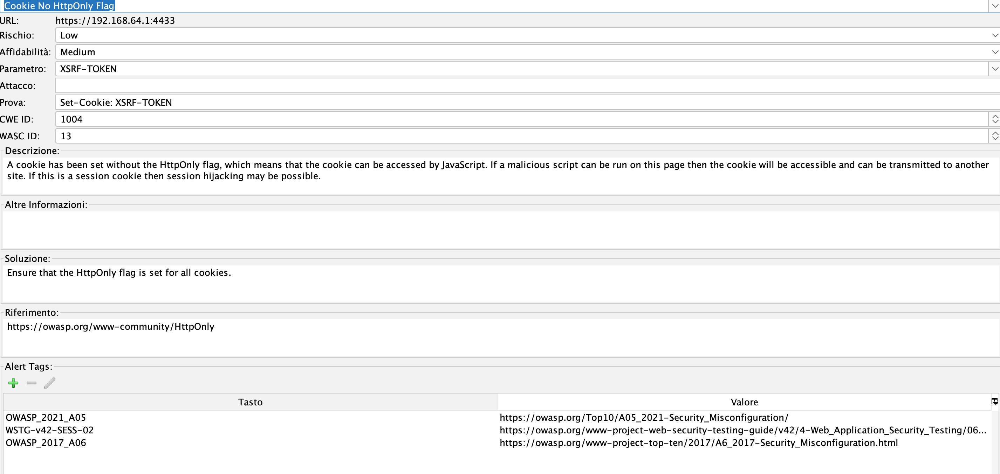 Cookie No HttpOnly Flag
URL: https://192.168.64.1:4433
Rischio: Low
Affidabilità: Medium
Parametro: XSRF-TOKEN
Attacco:
Prova: Set-Cookie: XSRF-TOKEN
CWE ID: 1004
WASC ID: 13
Descrizione:
A cookie has been set without the HttpOnly flag, which means that the cookie can be accessed by JavaScript. If a malicious script can be run on this page then the cookie will be accessible and can be transmitted to another
site. If this is a session cookie then session hijacking may be possible.
Altre Informazioni:
Soluzione:
Ensure that the HttpOnly flag is set for all cookies.
Riferimento:
https://owasp.org/www-community/HttpOnly
Alert Tags:
Tasto Valore
OWASP_2021_A05 https://owasp.org/Top10/A05_2021-Security_Misconfiguration/
WSTG-v42-SESS-02 https://owasp.org/www-project-web-security-testing-guide/v42/4-Web_Application_Security_Testing/06...
OWASP_2017_A06 https://owasp.org/www-project-top-ten/2017/A6_2017-Security_Misconfiguration.html